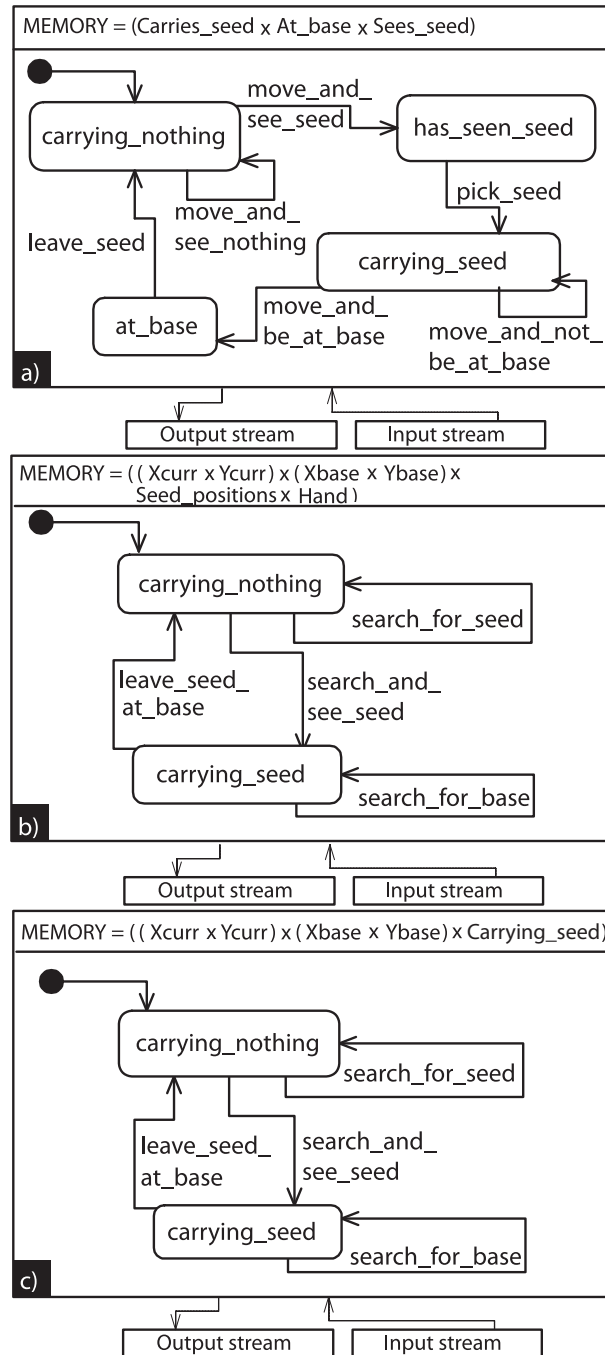 MEMORY = (Carries_seed x At_base x Sees_seed)
move_and_
see_seed
carrying_nothing
has_seen_seed
pick_seed
move_and_
see_nothing
leave_seed
carrying_seed
at_base
move_and_
be_at_base
move_and_not_
be_at_base
a)
Output stream
Input stream
MEMORY = (( Xcurr x Ycurr) x (Xbase x Ybase) x
Seed_positions x Hand)
carrying_nothing
search_for_seed
leave_seed_
at_base
search_and_
see_seed
carrying_seed
search_for_base
b)
Output stream
Input stream
MEMORY = (( Xcurr x Ycurr) x (Xbase x Ybase) x Carrying_seed)
carrying_nothing
search_for_seed
leave_seed_
at_base
search_and_
see_seed
carrying_seed
search_for_base
c)
Output stream
Input stream